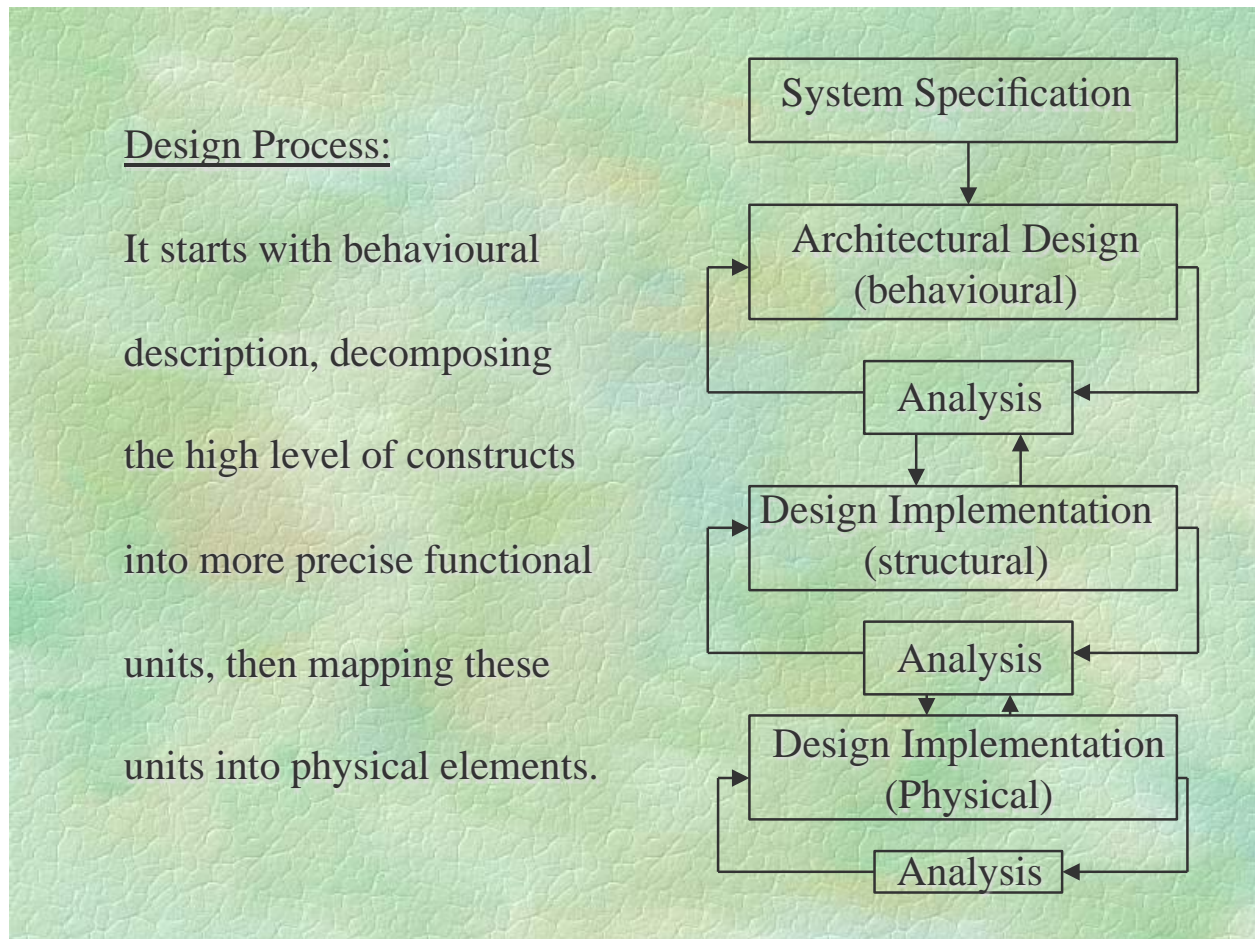 Design Process:
It starts with behavioural
description, decomposing
the high level of constructs
into more precise functional
units, then mapping these
units into physical elements.
System Specification
Architectural Design
(behavioural)
Analysis
Design Implementation
(structural)
Analysis
Design Implementation
(Physical)
Analysis